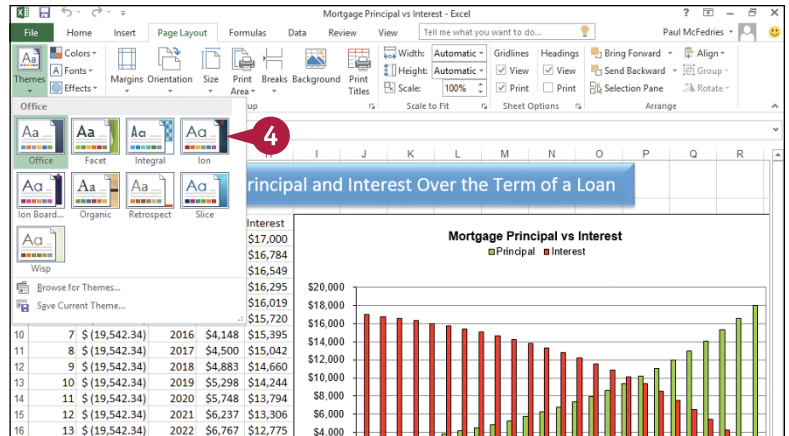 Mortgage Principal vs Interest - Excel
File Home Insert Page Layout Formulas Data Review View Tell me what you want to do... Paul McFedries
Aa Themes
Colors
A Fonts
Effects
Margins Orientation Size Print Area Breaks Background Print Titles
Width: Automatic
Height: Automatic
Scale: 100%
Scale to Fit
Gridlines Headings
View View
Print Print
Sheet Options
Bring Forward Align
Send Backward Group
Selection Pane Rotate
Arrange
up
Office
Aa Aa Aa Aa
Office Facet Integral Ion
4
Aa Aa Aa Aa
Ion Board... Organic Retrospect Slice
Aa
Wisp
Browse for Themes...
Save Current Theme...
H I J K L M N O P Q R
rincipal and Interest Over the Term of a Loan
Interest
$17,000
$16,784
$16,549
$16,295
$16,019
$15,720
10 7 $ (19,542.34) 2016 $4,148 $15,395
11 8 $ (19,542.34) 2017 $4,500 $15,042
12 9 $ (19,542.34) 2018 $4,883 $14,660
13 10 $ (19,542.34) 2019 $5,298 $14,244
14 11 $ (19,542.34) 2020 $5,748 $13,794
15 12 $ (19,542.34) 2021 $6,237 $13,306
16 13 $ (19,542.34) 2022 $6,767 $12,775
Mortgage Principal vs Interest
Principal Interest
$20,000
$18,000
$16,000
$14,000
$12,000
$10,000
$8,000
$6,000
$4,000